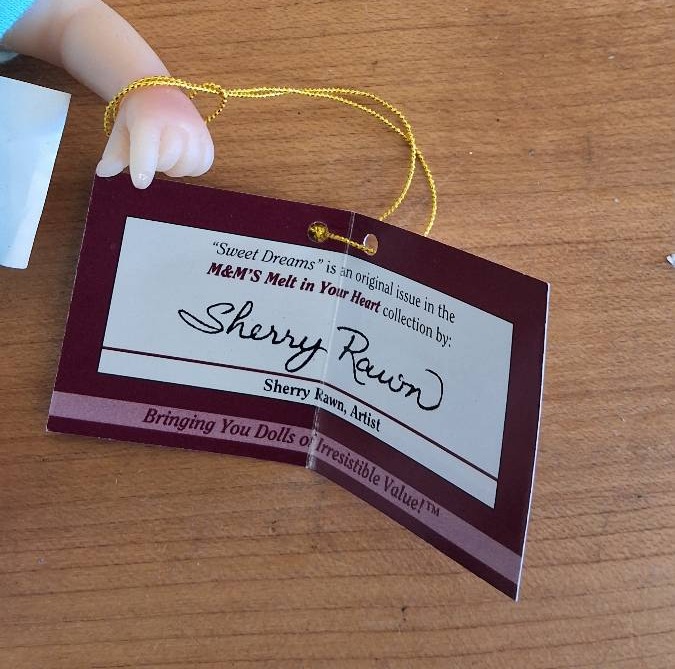 "Sweet Dreams" is an original issue in the
M&M'S Melt in Your Heart collection by:
Sherry Rawn
Sherry Rawn, Artist
Bringing You Dolls of Irresistible Value!™